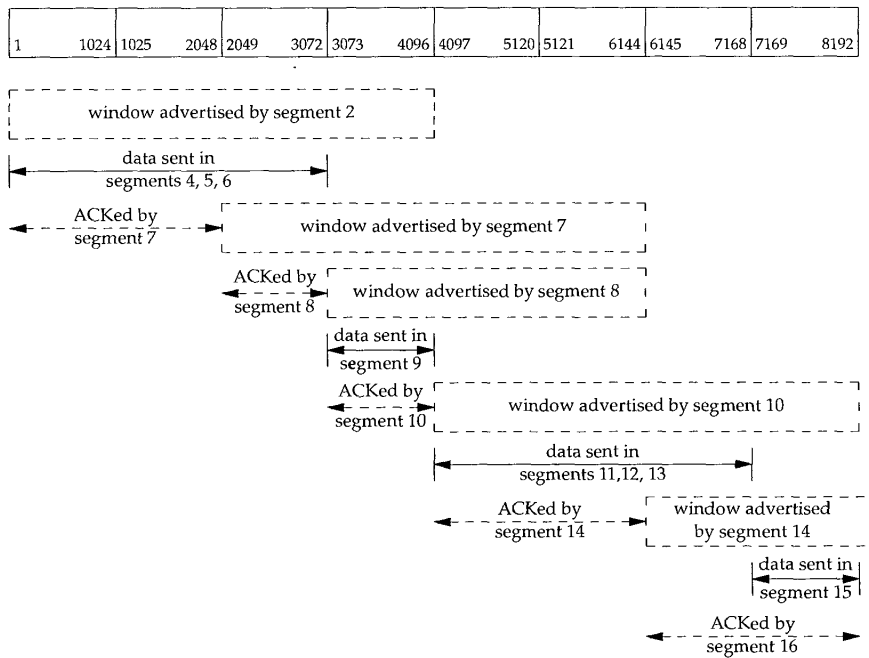 1 1024 1025 2048 2049 3072 3073 4096 4097 5120 5121 6144 6145 7168 7169 8192
window advertised by segment 2
data sent in
segments 4, 5, 6
ACKed by
segment 7
window advertised by segment 7
ACKed by
segment 8
window advertised by segment 8
data sent in
segment 9
ACKed by
segment 10
window advertised by segment 10
data sent in
segments 11,12, 13
ACKed by
segment 14
window advertised
by segment 14
data sent in
segment 15
ACKed by
segment 16